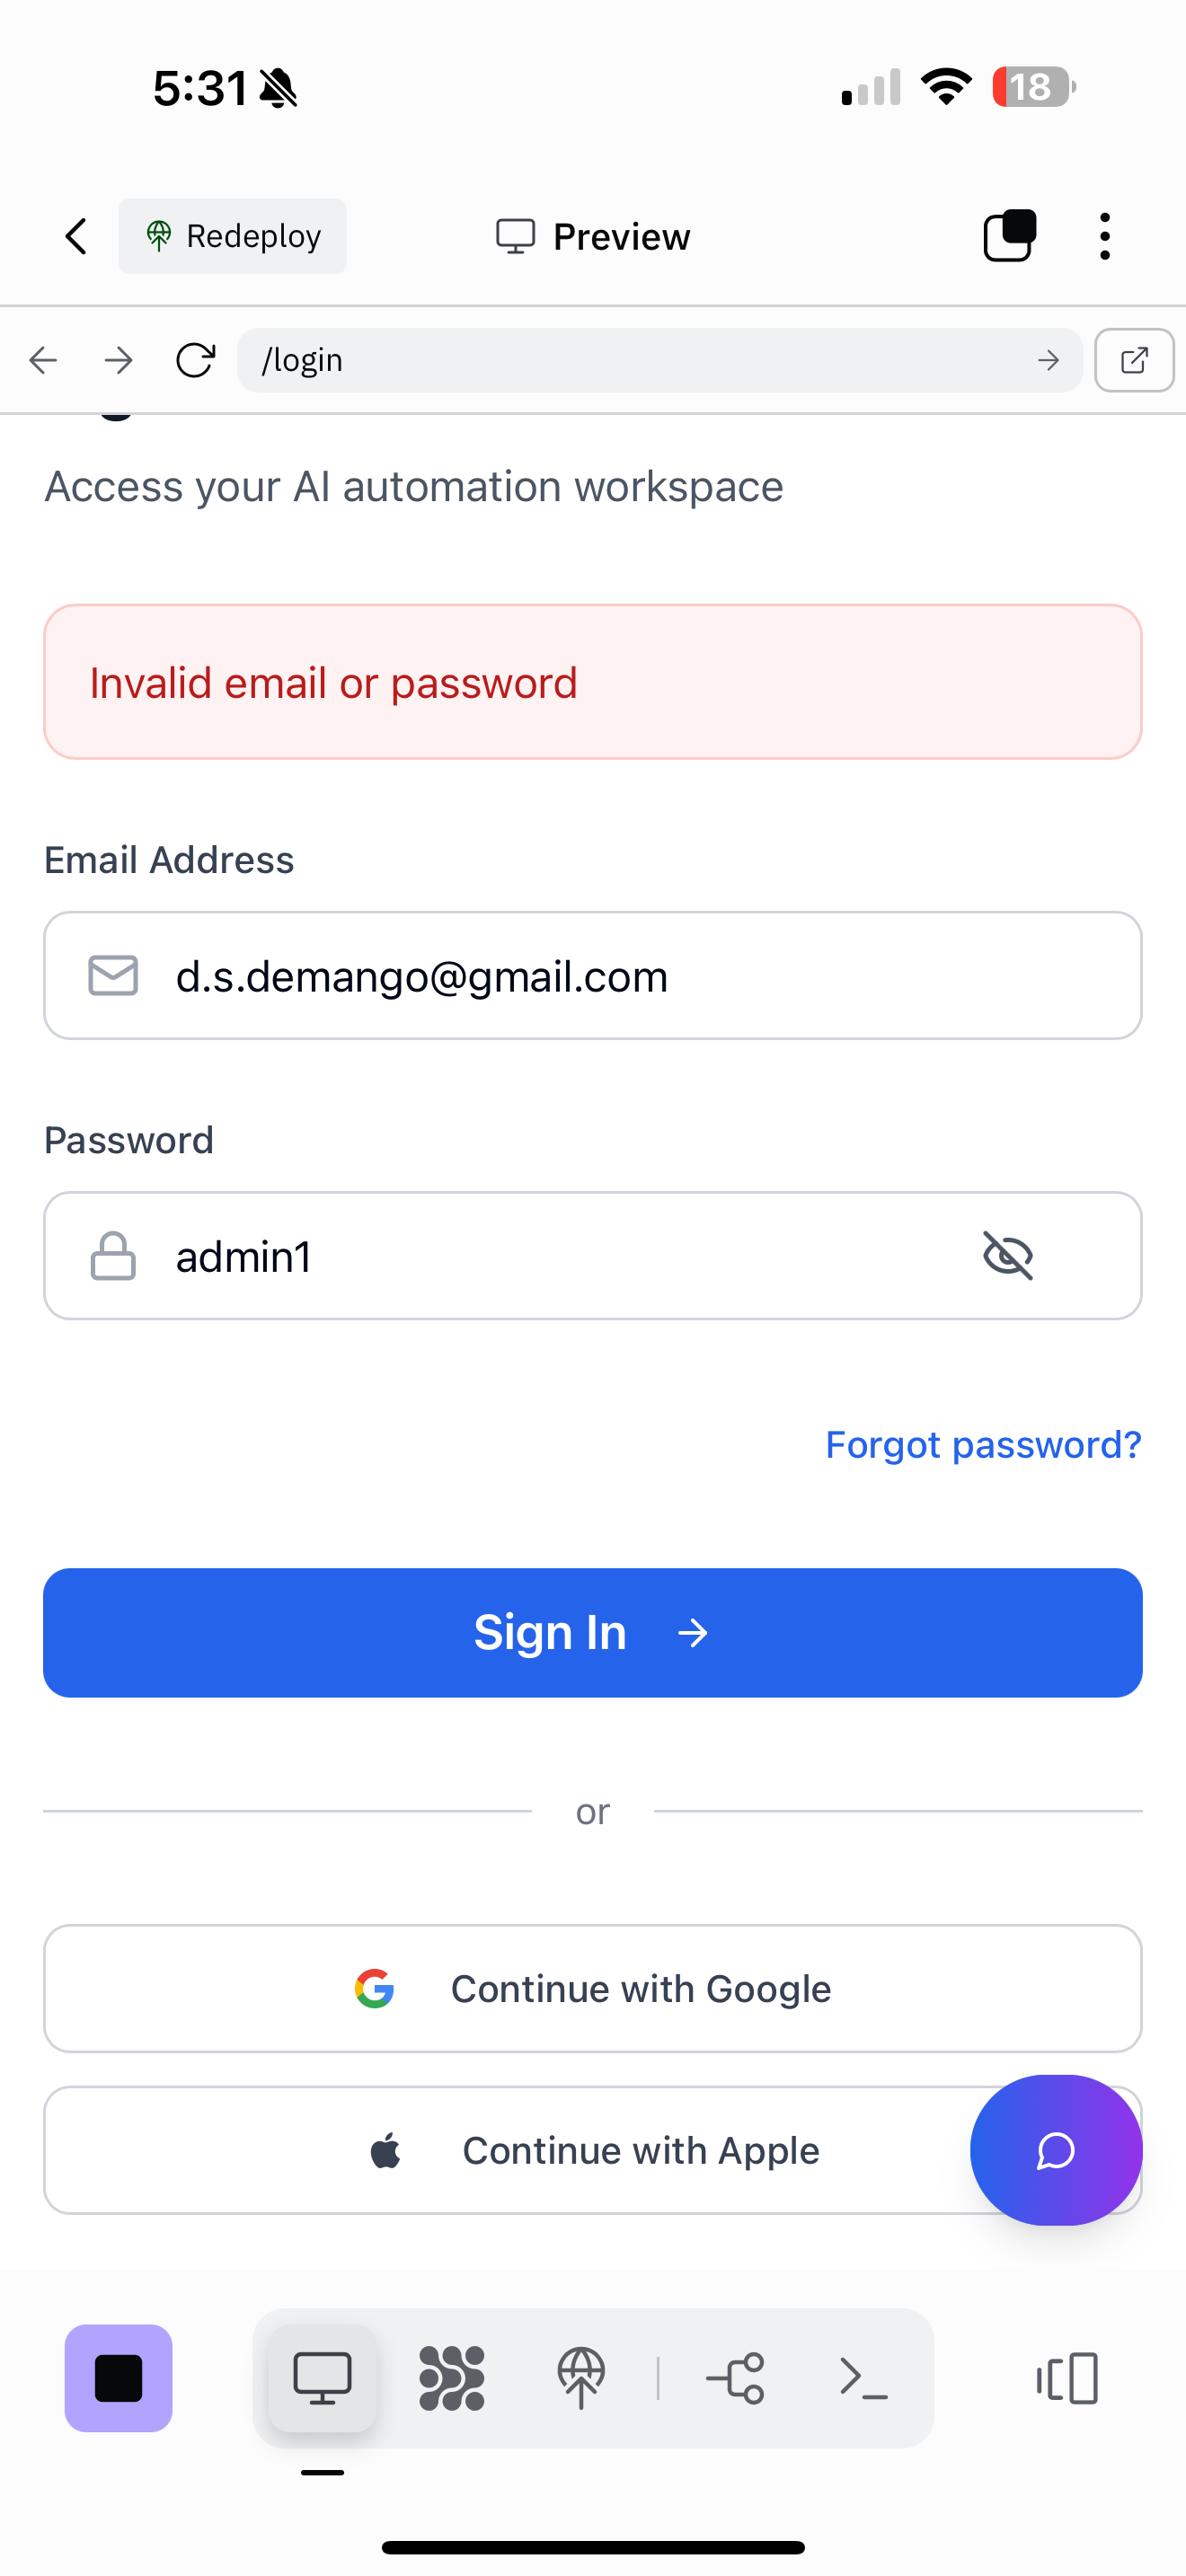 5:31
18
Redeploy
Preview
/login
Access your AI automation workspace
Invalid email or password
Email Address
d.s.demango@gmail.com
Password
admin1
Forgot password?
Sign In
or
Continue with Google
Continue with Apple